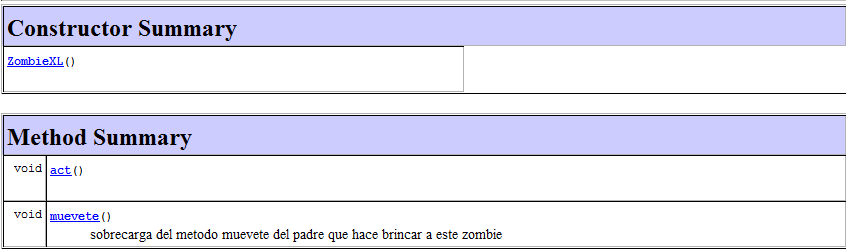 Constructor Summary
ZombieXL()
Method Summary
void act()
void muevete()
sobrecarga del metodo muevete del padre que hace brincar a este zombie